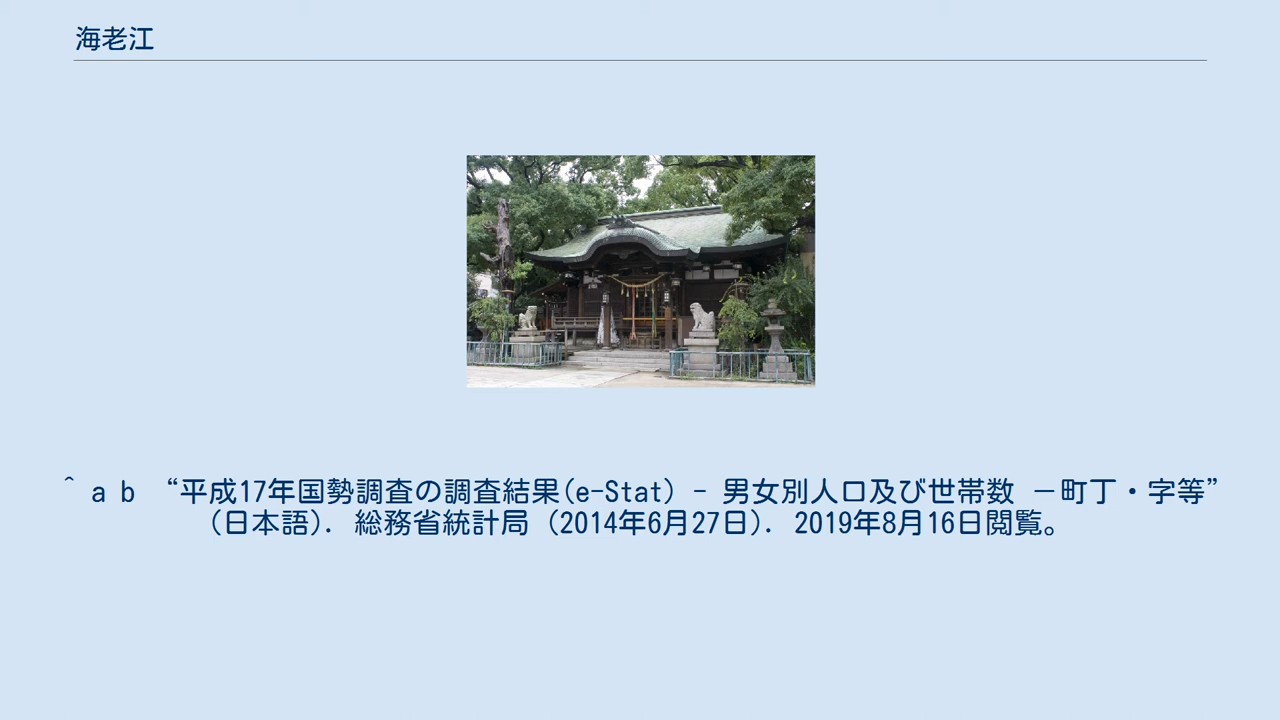 海老江
^ a b “平成17年国勢調査の調査結果(e-Stat) - 男女別人口及び世帯数 －町丁・字等”
(日本語). 総務省統計局 (2014年6月27日). 2019年8月16日閲覧。